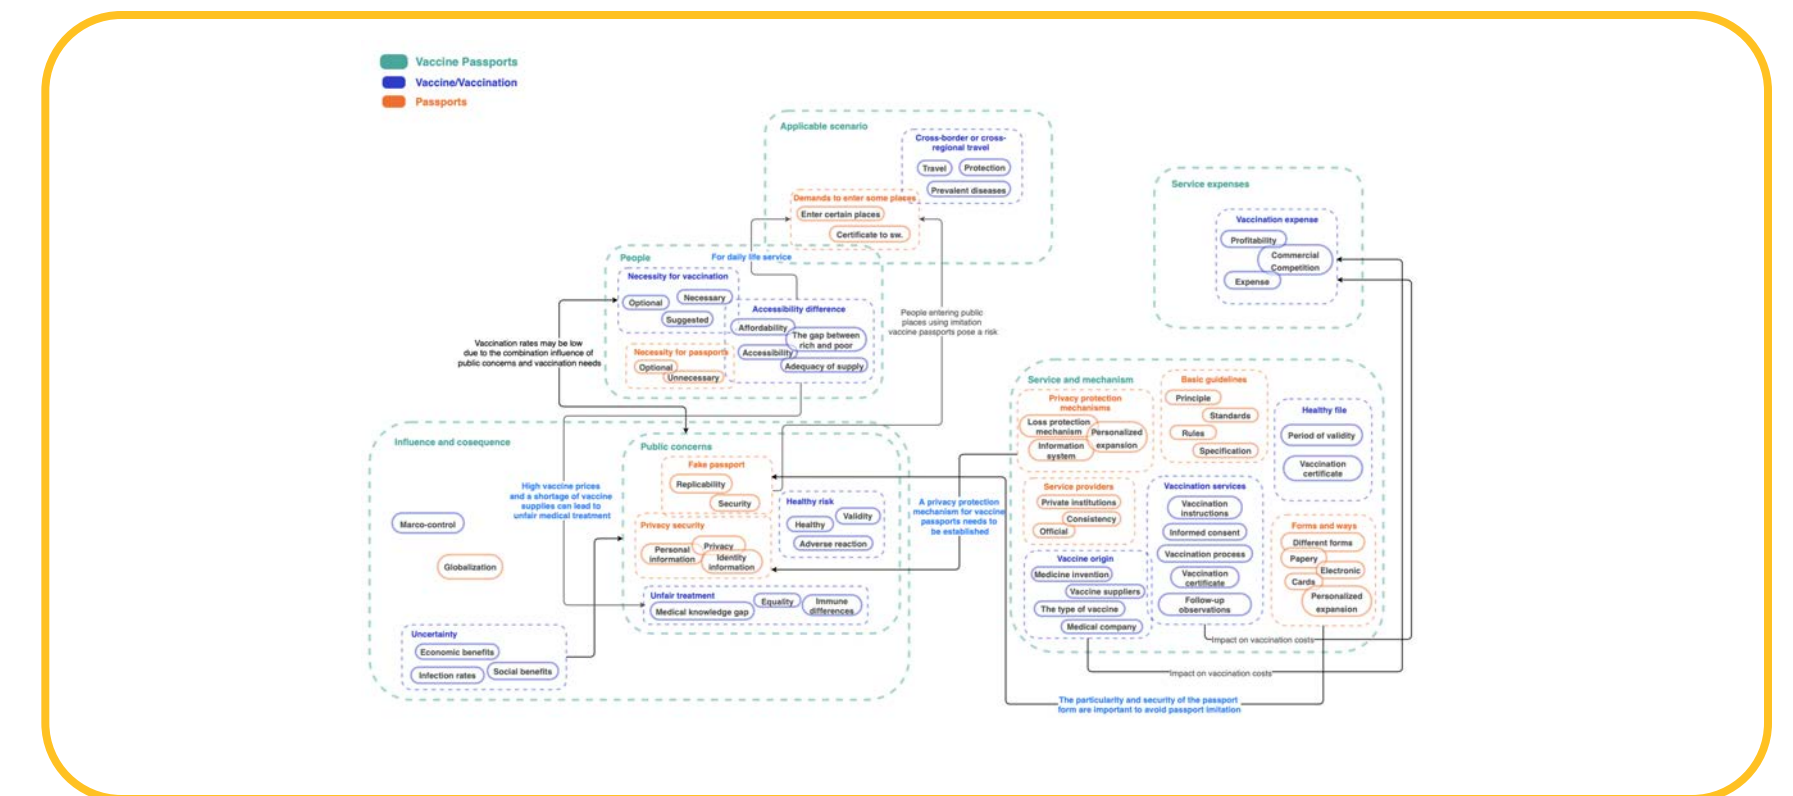 Vaccine Passports
Vaccine/Vaccination
Passports
Applicable scenario
Cross-border or cross-
regional travel
Travel
Protection
Prevalent diseases
Demands to enter some places
Enter certain places
Certificate to sw.
Service expenses
Vaccination expense
Profitability
Commercial
Competition
Expense
People
For daily life service
Necessity for vaccination
Optional
Necessary
Suggested
Accessibility difference
Affordability
The gap between
rich and poor
Accessibility
Adequacy of supply
Necessity for passports
Optional
Unnecessary
People entering public
places using imitation
vaccine passports pose a risk
Vaccination rates may be low
due to the combination influence of
public concerns and vaccination needs
Influence and cosequence
Public concerns
Fake passport
Replicability
Security
Healthy risk
Healthy
Validity
Adverse reaction
Privacy security
Personal
information
Privacy
Identity
information
Unfair treatment
Medical knowledge gap
Equality
Immune
differences
High vaccine prices
and a shortage of vaccine
supplies can lead to
unfair medical treatment
Marco-control
Globalization
Uncertainty
Economic benefits
Infection rates
Social benefits
A privacy protection
mechanism for vaccine
passports needs to
be established
Service and mechanism
Privacy protection
mechanisms
Loss protection
mechanism
Personalized
expansion
Information
system
Basic guidelines
Principle
Standards
Rules
Specification
Healthy file
Period of validity
Vaccination
certificate
Service providers
Private institutions
Consistency
Official
Vaccination services
Vaccination
instructions
Informed consent
Vaccination process
Vaccination
certificate
Follow-up
observations
Forms and ways
Different forms
Papery
Electronic
Cards
Personalized
expansion
Vaccine origin
Medicine invention
Vaccine suppliers
The type of vaccine
Medical company
Impact on vaccination costs
Impact on vaccination costs
The particularity and security of the passport
form are important to avoid passport imitation